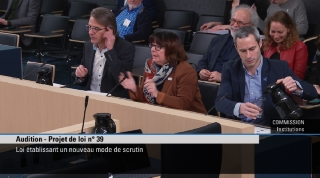 COMMISSION
Institutions
Audition - Projet de loi n° 39
Loi établissant un nouveau mode de scrutin